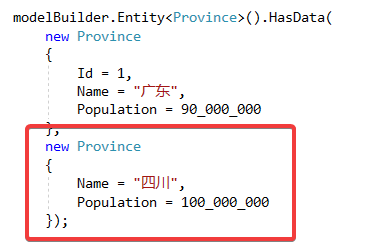 modelBuilder.Entity<Province>().HasData(
new Province
{
Id = 1,
Name = "广东",
Population = 90_000_000
},
new Province
{
Name = "四川",
Population = 100_000_000
});